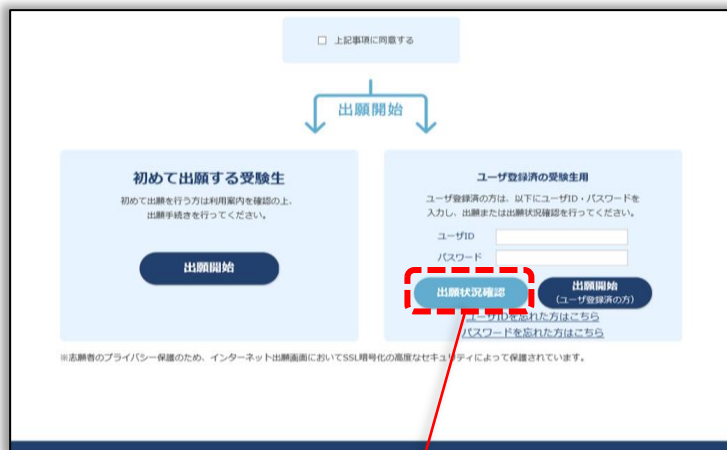 上記事項に同意する
出願開始
初めて出願する受験生
初めて出願を行う方は利用案内を確認の上、
出願手続きを行ってください。
出願開始
ユーザ登録済の受験生用
ユーザ登録済の方は、以下にユーザID・パスワードを
入力し、出願または出願状況確認を行ってください。
ユーザID
パスワード
出願状況確認
出願開始
(ユーザ登録済の方)
ユーザIDを忘れた方はこちら
パスワードを忘れた方はこちら
※志願者のプライバシー保護のため、インターネット出願画面においてSSL暗号化の高度なセキュリティによって保護されています。